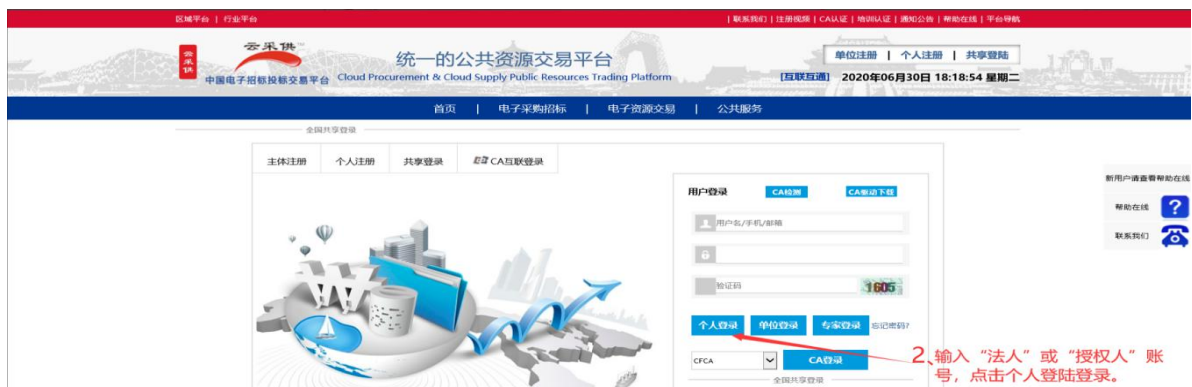 区域平台 | 行业平台
| 联系我们 | 注册视频 | CA认证 | 培训认证 | 通知公告 | 帮助在线 | 平台导航
云采供
云采供
中国电子招标投标交易平台
统一的公共资源交易平台
Cloud Procurement & Cloud Supply Public Resources Trading Platform
单位注册 | 个人注册 | 共享登陆
[互联互通] 2020年06月30日 18:18:54 星期二
首页 | 电子采购招标 | 电子资源交易 | 公共服务
全国共享登录
主体注册 个人注册 共享登录 CA互联登录
新用户请查看帮助在线
帮助在线
联系我们
用户登录 CA检测 CA驱动下载
用户名/手机/邮箱
验证码 1605
个人登录 单位登录 专家登录 忘记密码?
CFCA CA登录
全国共享登录
2、输入“法人”或“授权人”账
号，点击个人登陆登录。